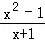 x² − 1
x+1